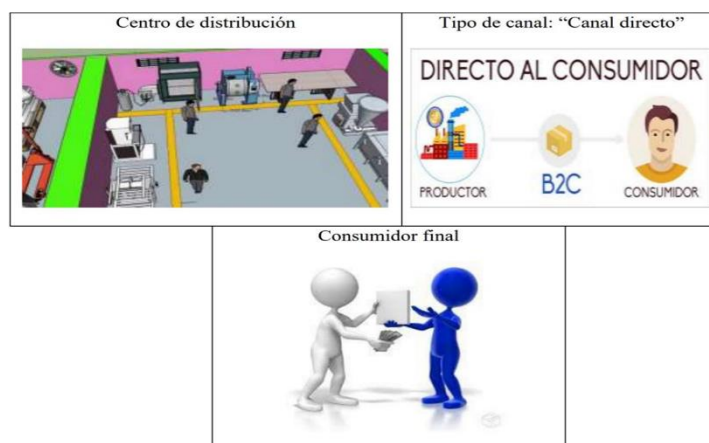 Centro de distribución
Tipo de canal: “Canal directo”
DIRECTO AL CONSUMIDOR
PRODUCTOR
B2C
CONSUMIDOR
Consumidor final